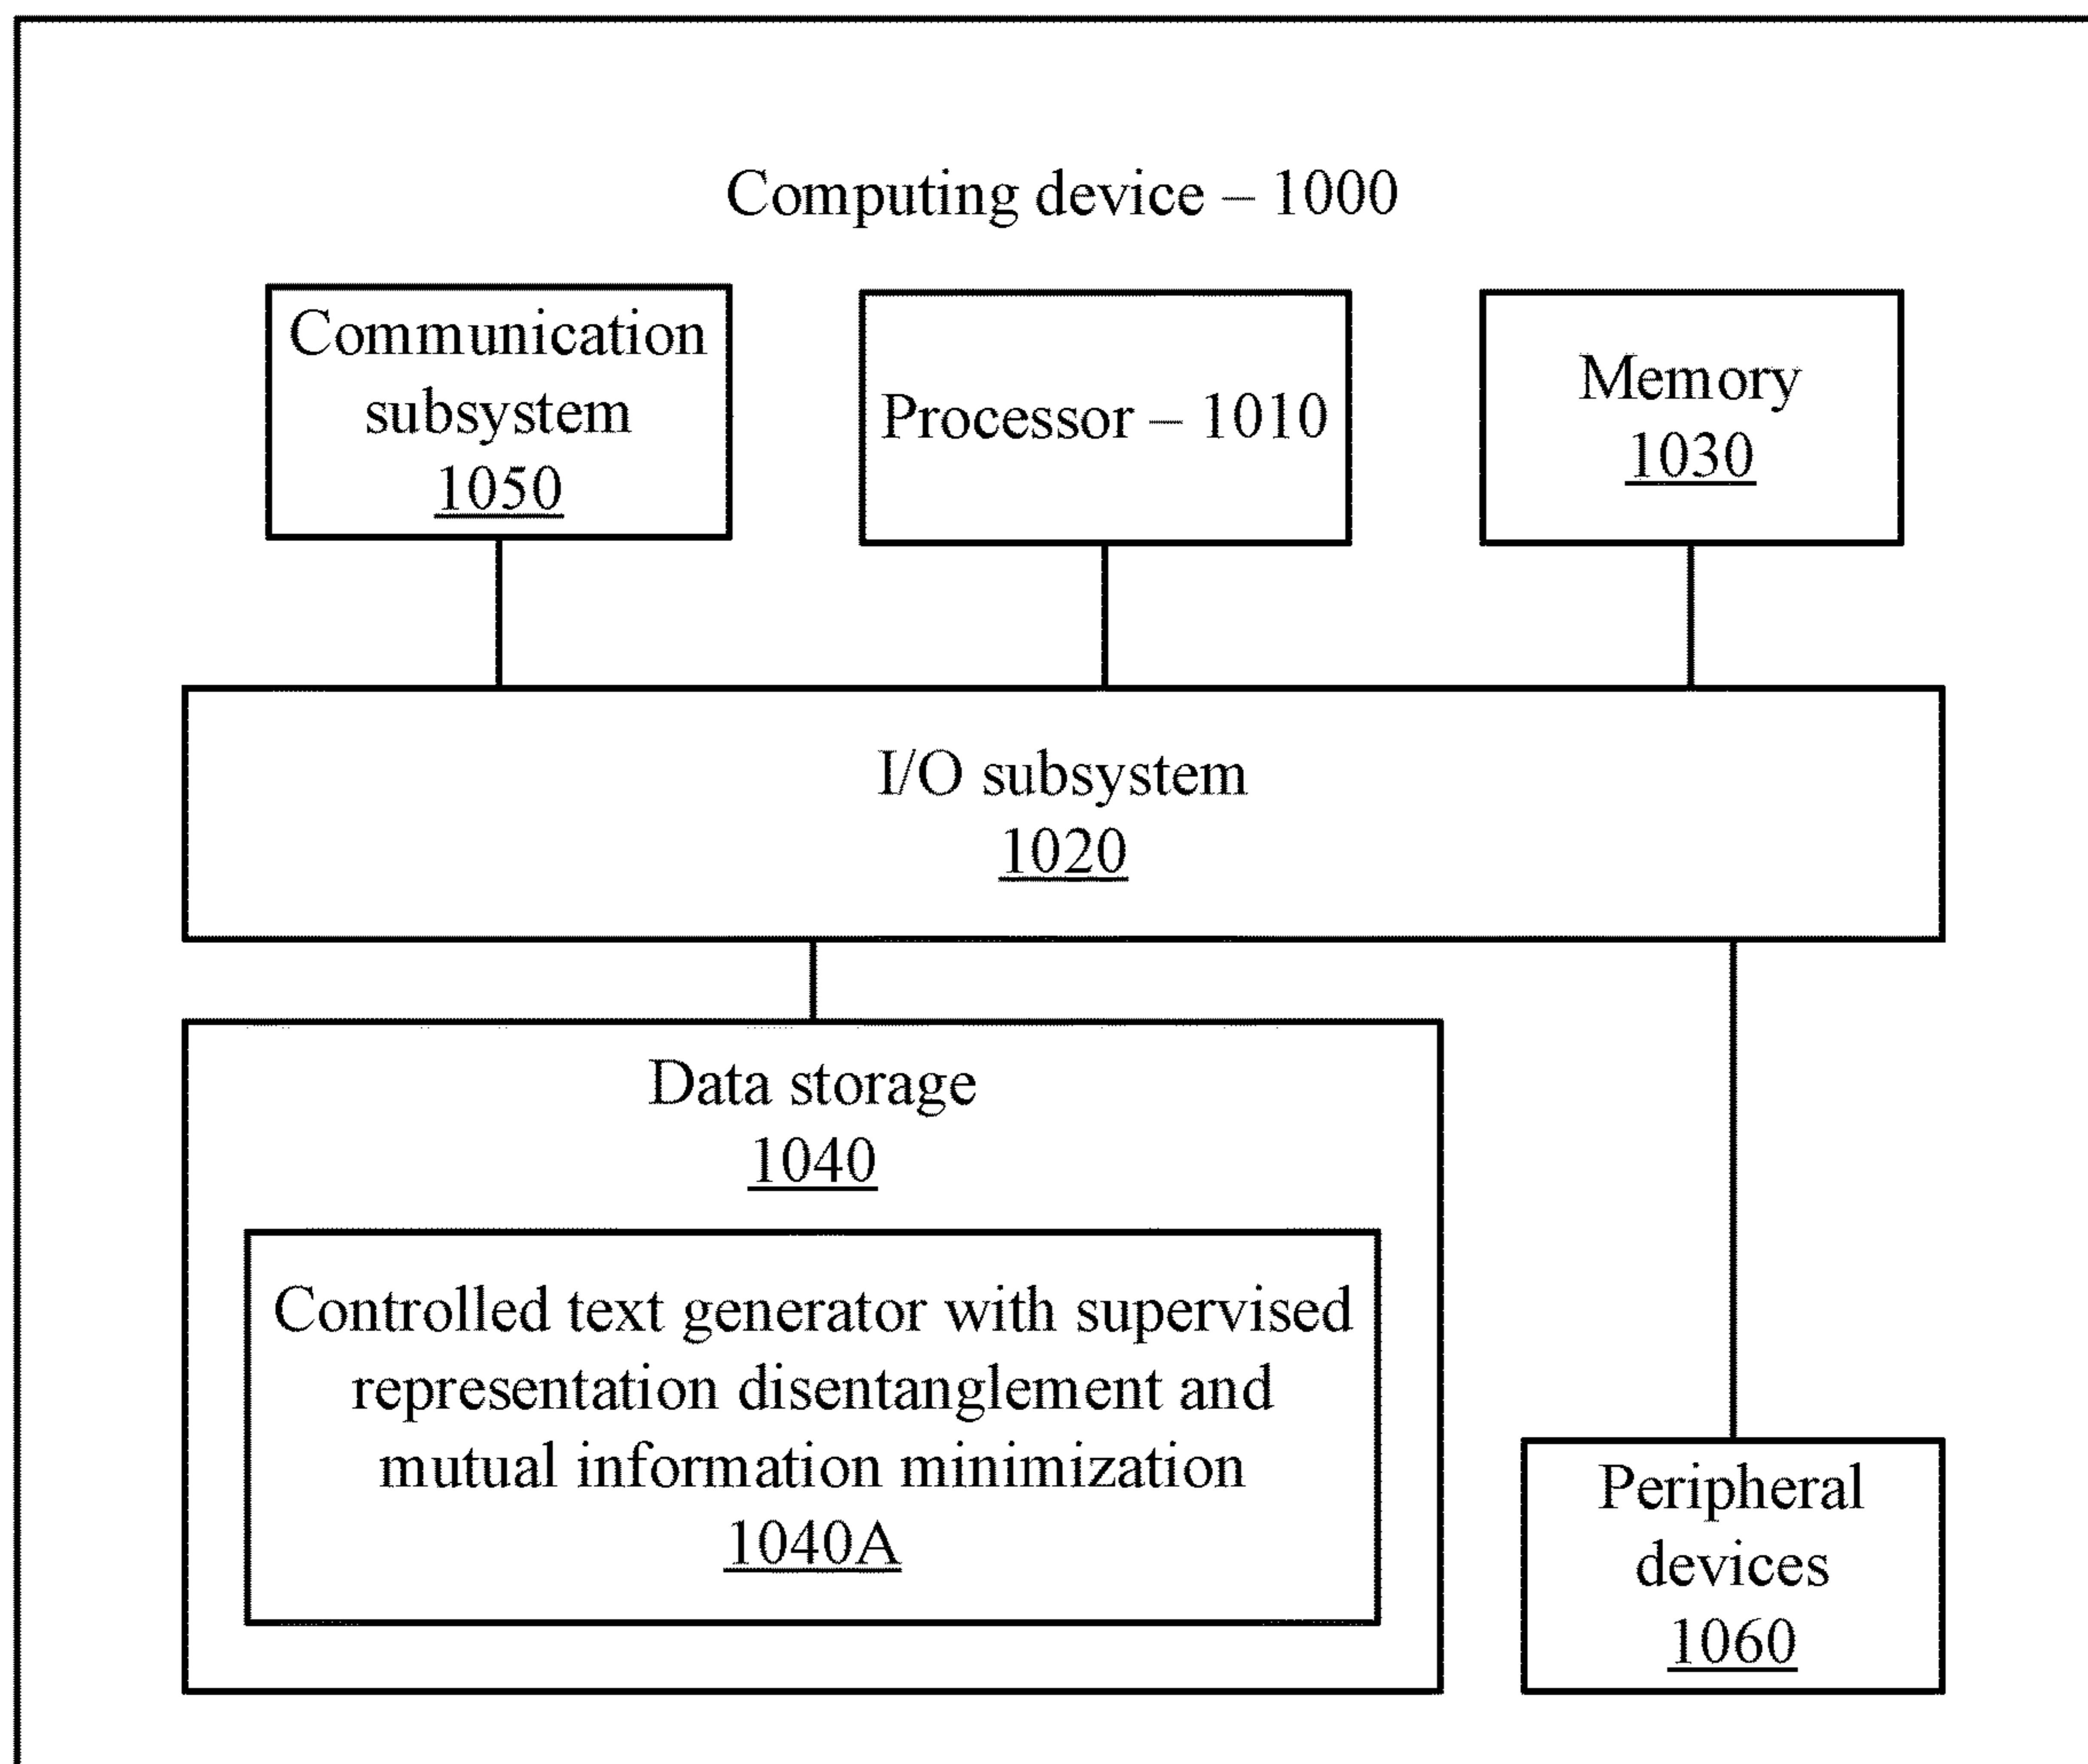 Computing device – 1000
Communication
subsystem
1050
Processor – 1010
Memory
1030
I/O subsystem
1020
Data storage
1040
Controlled text generator with supervised
representation disentanglement and
mutual information minimization
1040A
Peripheral
devices
1060